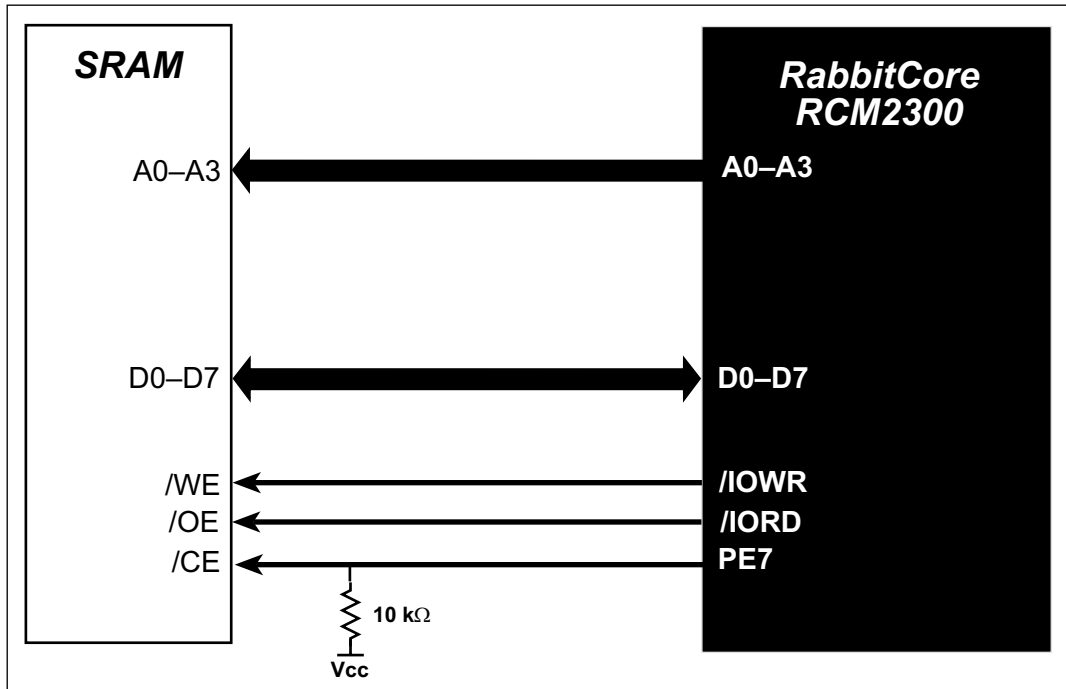 SRAM
A0–A3
D0–D7
/WE
/OE
/CE
10 kΩ
Vcc
RabbitCore
RCM2300
A0–A3
D0–D7
/IOWR
/IORD
PE7